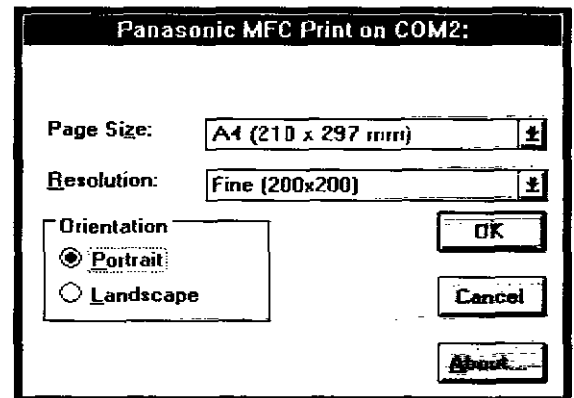 Panasonic MFC Print on COM2:
Page Size: A4 (210 x 297 mm)
Resolution: Fine (200x200)
Orientation
Portrait
Landscape
OK
Cancel
About...